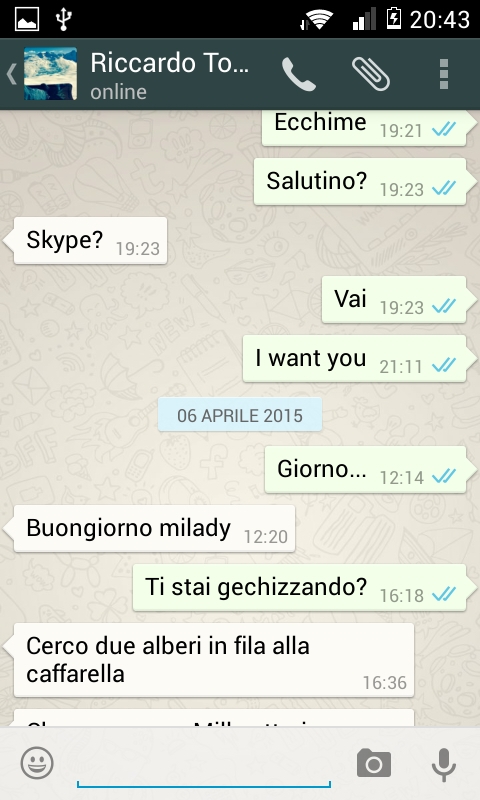 20:43
Riccardo To...
online
Ecchime 19:21
Salutino? 19:23
Skype? 19:23
Vai 19:23
I want you 21:11
06 APRILE 2015
Giorno... 12:14
Buongiorno milady 12:20
Ti stai gechizzando? 16:18
Cerco due alberi in fila alla
caffarella 16:36